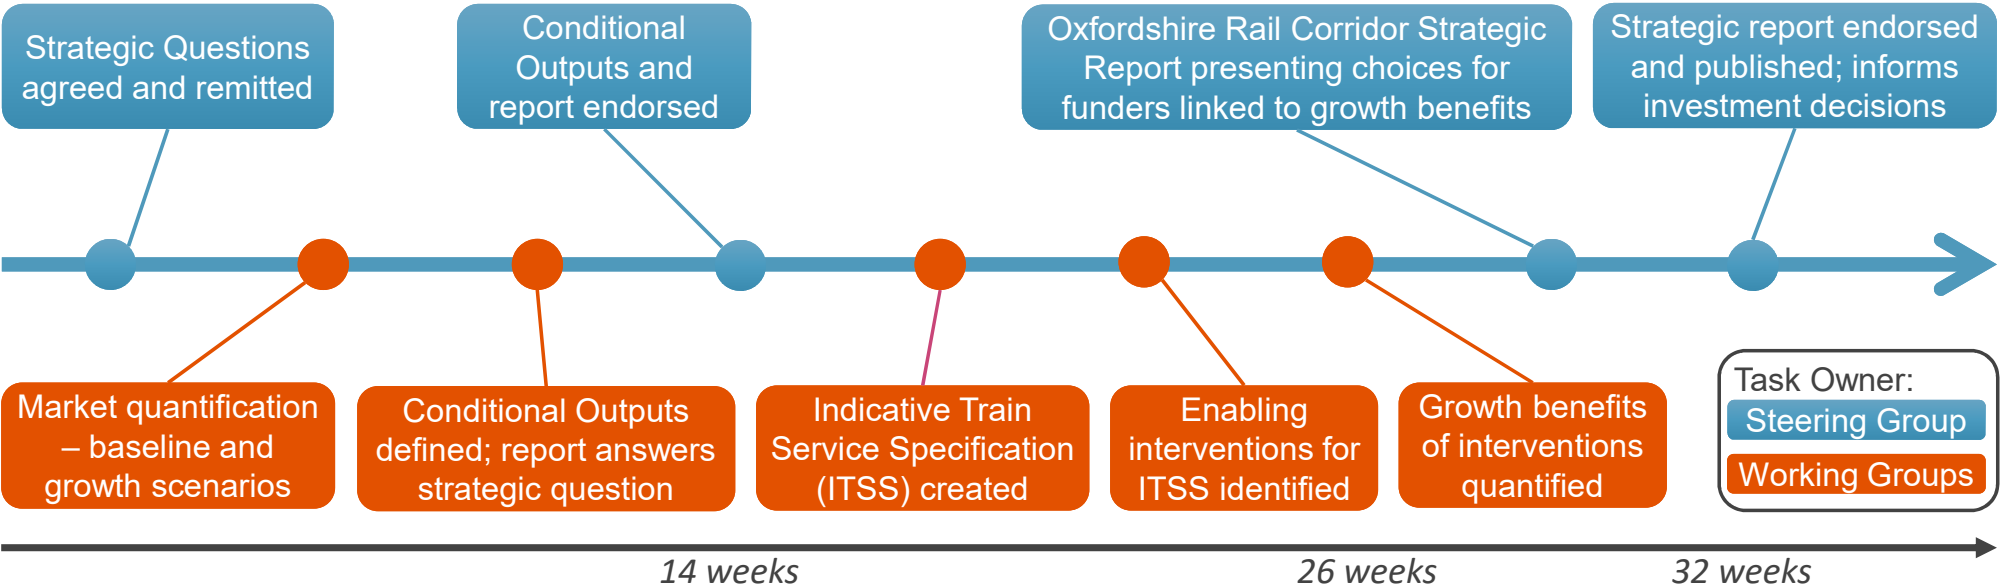 Strategic Questions
agreed and remitted
Conditional
Outputs and
report endorsed
Oxfordshire Rail Corridor Strategic
Report presenting choices for
funders linked to growth benefits
Strategic report endorsed
and published; informs
investment decisions
Market quantification
– baseline and
growth scenarios
Conditional Outputs
defined; report answers
strategic question
Indicative Train
Service Specification
(ITSS) created
Enabling
interventions for
ITSS identified
Growth benefits
of interventions
quantified
Task Owner:
Steering Group
Working Groups
14 weeks
26 weeks
32 weeks